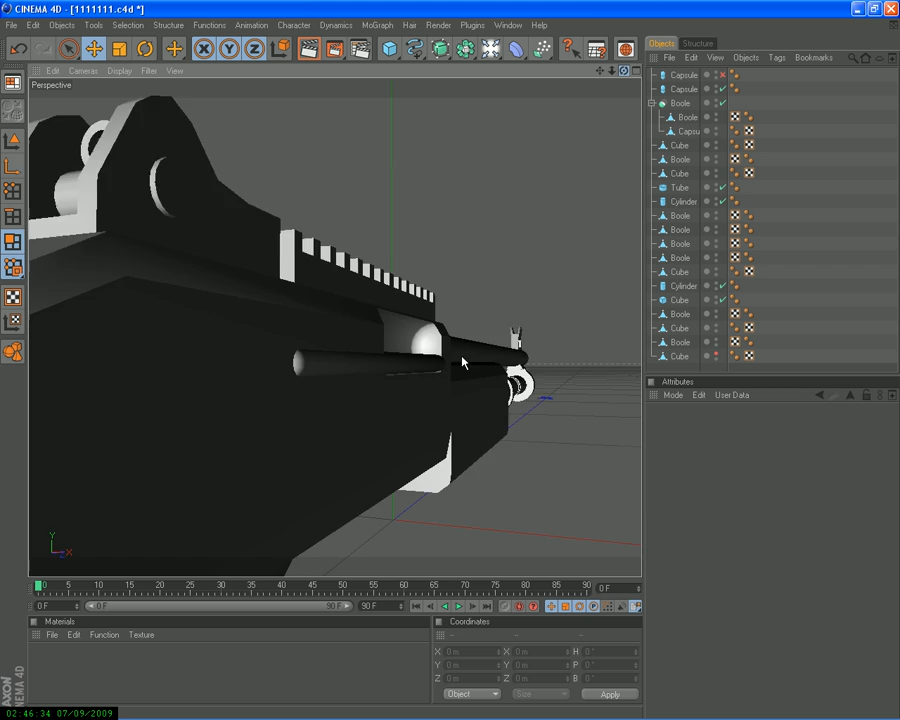 CINEMA 4D - [1111111.c4d *]
File Edit Objects Tools Selection Structure Functions Animation Character Dynamics MoGraph Hair Render Plugins Window Help
Edit Cameras Display Filter View
Perspective
Y
X
Z
Objects Structure
File Edit View Objects Tags Bookmarks
Capsule
Capsule
Boole
Boole
Capsu
Cube
Boole
Cube
Tube
Cylinder
Boole
Boole
Boole
Boole
Cube
Cylinder
Cube
Boole
Cube
Boole
Cube
Attributes
Mode Edit User Data
0 5 10 15 20 25 30 35 40 45 50 55 60 65 70 75 80 85 90 0 F
0 F 0 F 90 F 90 F
Materials
File Edit Function Texture
Coordinates
X 0 m X 0 m H 0 °
Y 0 m Y 0 m P 0 °
Z 0 m Z 0 m B 0 °
Object Size Apply
02:46:34 07/09/2009